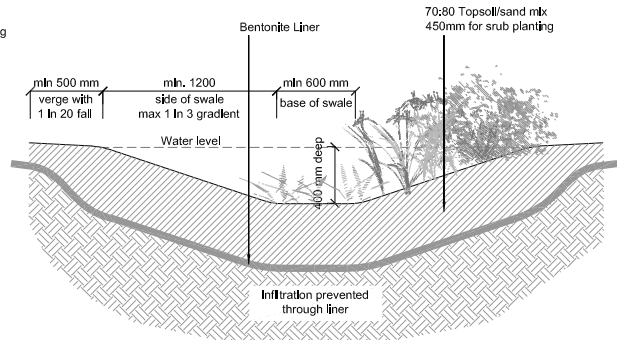 g
Bentonite Liner
70:80 Topsoil/sand mix
450mm for srub planting
min 500 mm
min. 1200
min 600 mm
verge with
1 in 20 fall
side of swale
max 1 in 3 gradient
base of swale
Water level
400 mm deep
Infiltration prevented
through liner